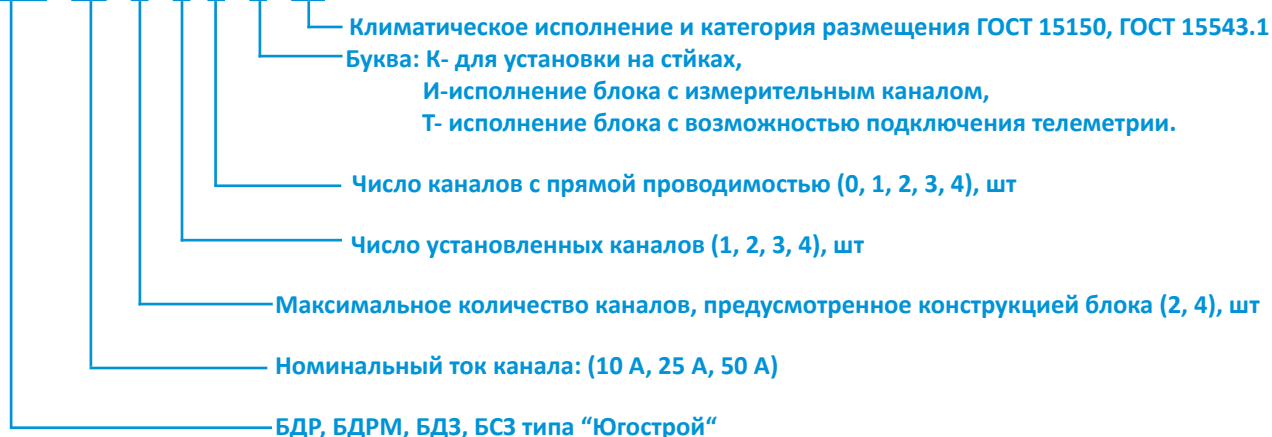 Климатическое исполнение и категория размещения ГОСТ 15150, ГОСТ 15543.1
Буква: К- для установки на стйках,
И-исполнение блока с измерительным каналом,
Т- исполнение блока с возможностью подключения телеметрии.
Число каналов с прямой проводимостью (0, 1, 2, 3, 4), шт
Число установленных каналов (1, 2, 3, 4), шт
Максимальное количество каналов, предусмотренное конструкцией блока (2, 4), шт
Номинальный ток канала: (10 А, 25 А, 50 А)
БДР, БДРМ, БДЗ, БСЗ типа “Югострой“